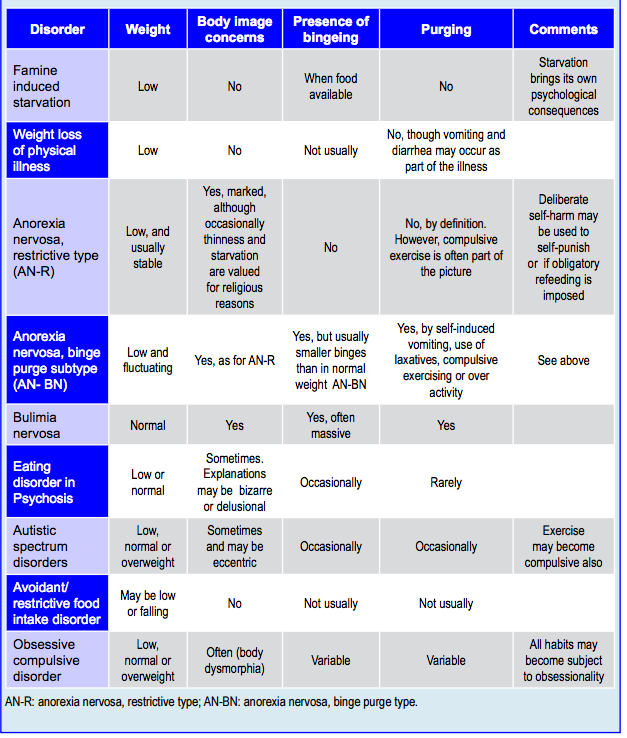 Disorder
Weight
Body image
concerns
Presence of
bingeing
Purging
Comments
Famine
induced
starvation
Low
No
When food
available
No
Starvation
brings its own
psychological
consequences
Weight loss
of physical
illness
Low
No
Not usually
No, though vomiting and
diarrhea may occur as
part of the illness
Anorexia
nervosa,
restrictive type
(AN-R)
Low, and
usually
stable
Yes, marked,
although
occasionally
thinness and
starvation
are valued
for religious
reasons
No
No, by definition.
However, compulsive
exercise is often part of
the picture
Deliberate
self-harm may
be used to
self-punish
or if obligatory
refeeding is
imposed
Anorexia
nervosa, binge
purge subtype
(AN- BN)
Low and
fluctuating
Yes, as for AN-R
Yes, but usually
smaller binges
than in normal
weight AN-BN
Yes, by self-induced
vomiting, use of
laxatives, compulsive
exercising or over
activity
See above
Bulimia
nervosa
Normal
Yes
Yes, often
massive
Yes
Eating
disorder in
Psychosis
Low or
normal
Sometimes.
Explanations
may be bizarre
or delusional
Occasionally
Rarely
Autistic
spectrum
disorders
Low,
normal or
overweight
Sometimes
and may be
eccentric
Occasionally
Occasionally
Exercise
may become
compulsive also
Avoidant/
restrictive food
intake disorder
May be low
or falling
No
Not usually
Not usually
Obsessive
compulsive
disorder
Low,
normal or
overweight
Often (body
dysmorphia)
Variable
Variable
All habits may
become subject
to obsessionality
AN-R: anorexia nervosa, restrictive type; AN-BN: anorexia nervosa, binge purge type.